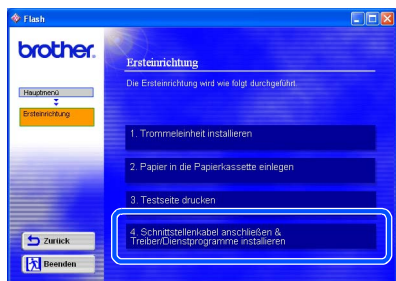 Flash
brother.
Hauptmenü
Ersteinrichtung
Ersteinrichtung
Die Ersteinrichtung wird wie folgt durchgeführt.
1. Trommeleinheit installieren
2. Papier in die Papierkassette einlegen
3. Testseite drucken
4. Schnittstellenkabel anschließen &
Treiber/Dienstprogramme installieren
Zurück
Beenden